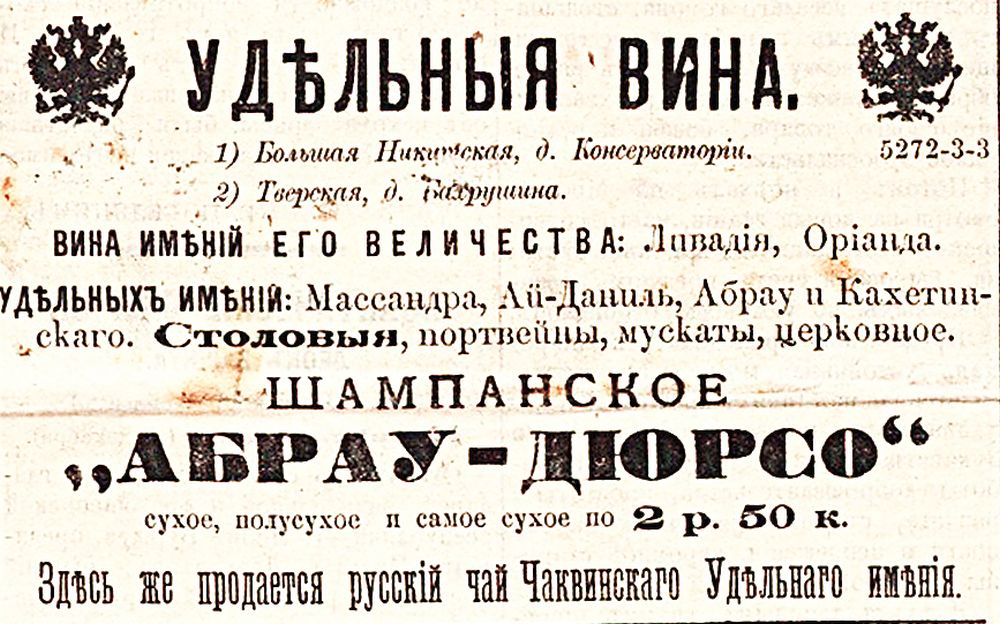 УДѢЛЬНЫЯ ВИНА.
1) Большая Никитская, д. Консерваторіи. 5272-3-3
2) Тверская, д. Бахрушина.
ВИНА ИМѢНІЙ ЕГО ВЕЛИЧЕСТВА: Ливадія, Оріанда.
УДѢЛЬНЫХЪ ИМѢНІЙ: Массандра, Ай-Даниль, Абрау и Кахетин-
скаго. Столовыя, портвейны, мускаты, церковное.
ШАМПАНСКОЕ
„АБРАУ-ДЮРСО“
сухое, полусухое и самое сухое по 2 р. 50 к.
Здѣсь же продается русскій чай Чаквинскаго Удѣльнаго имѣнія.